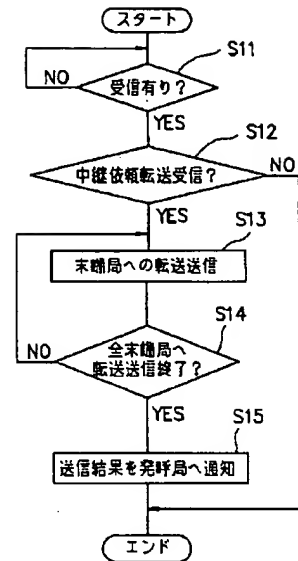 スタート
S11
NO
受信有り？
YES
S12
NO
中継依頼転送受信？
YES
S13
末端局への転送送信
S14
NO
全末端局へ
転送送信終了？
YES
S15
送信結果を発呼局へ通知
エンド